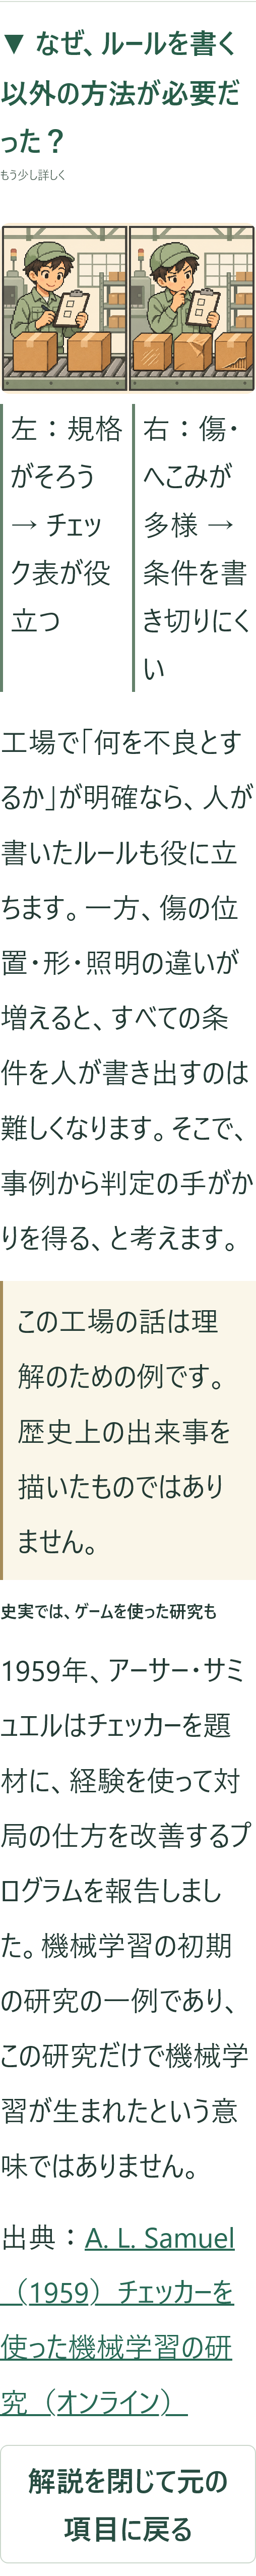 ▼ なぜ、ルールを書く
以外の方法が必要だ
った？
もう少し詳しく
左：規格
がそろう
→ チェッ
ク表が役
立つ
右：傷・
へこみが
多様 →
条件を書
き切りにく
い
工場で「何を不良とす
るか」が明確なら、人が
書いたルールも役に立
ちます。一方、傷の位
置・形・照明の違いが
増えると、すべての条
件を人が書き出すのは
難しくなります。そこで、
事例から判定の手がか
りを得る、と考えます。
この工場の話は理
解のための例です。
歴史上の出来事を
描いたものではあり
ません。
史実では、ゲームを使った研究も
1959年、アーサー・サミ
ュエルはチェッカーを題
材に、経験を使って対
局の仕方を改善するプ
ログラムを報告しまし
た。機械学習の初期
の研究の一例であり、
この研究だけで機械学
習が生まれたという意
味ではありません。
出典：A. L. Samuel
（1959）チェッカーを
使った機械学習の研
究（オンライン）
解説を閉じて元の
項目に戻る